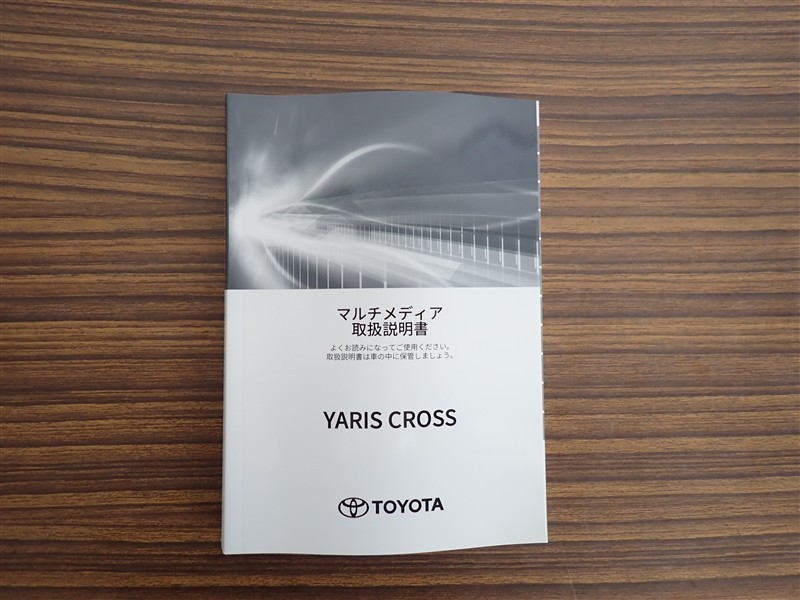 マルチメディア
取扱説明書
よくお読みになってご使用ください。
取扱説明書は車の中に保管しましょう。
YARIS CROSS
TOYOTA